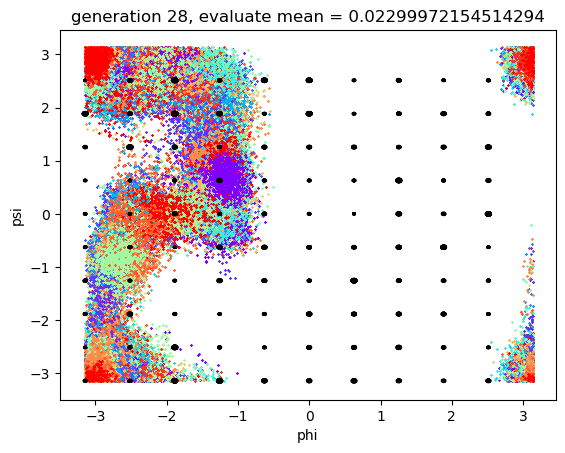 generation 28, evaluate mean = 0.02299972154514294
3
2
1
0
−1
−2
−3
psi
−3 −2 −1 0 1 2 3
phi